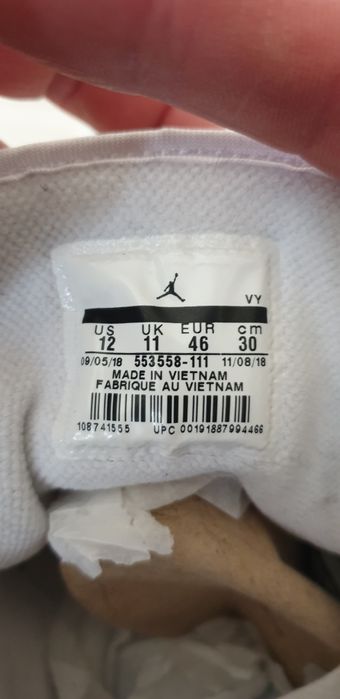 VY
US UK EUR cm
12 11 46 30
09/05/18 553558-111 11/08/18
MADE IN VIETNAM
FABRIQUE AU VIETNAM
108741555 UPC 00191887994466